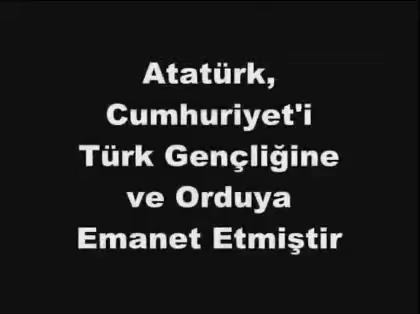 Atatürk,
Cumhuriyet'i
Türk Gençliğine
ve Orduya
Emanet Etmiştir